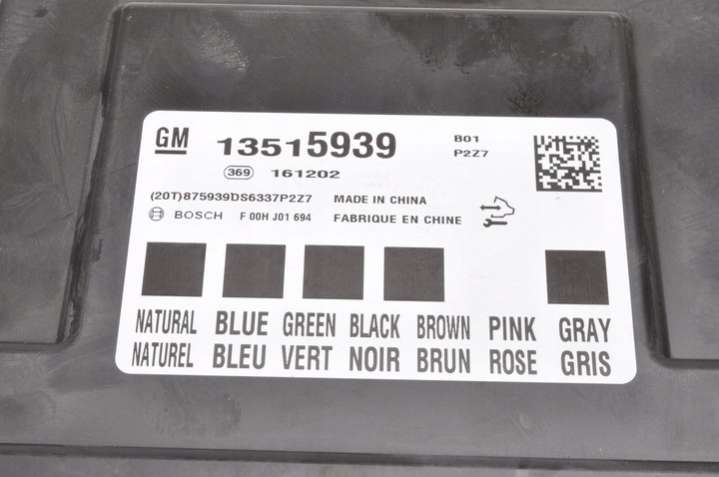 GM 13515939 B01
P2Z7
369 161202
(20T)875939DS6337P2Z7 MADE IN CHINA
BOSCH F 00H J01 694 FABRIQUE EN CHINE
NATURAL BLUE GREEN BLACK BROWN PINK GRAY
NATUREL BLEU VERT NOIR BRUN ROSE GRIS